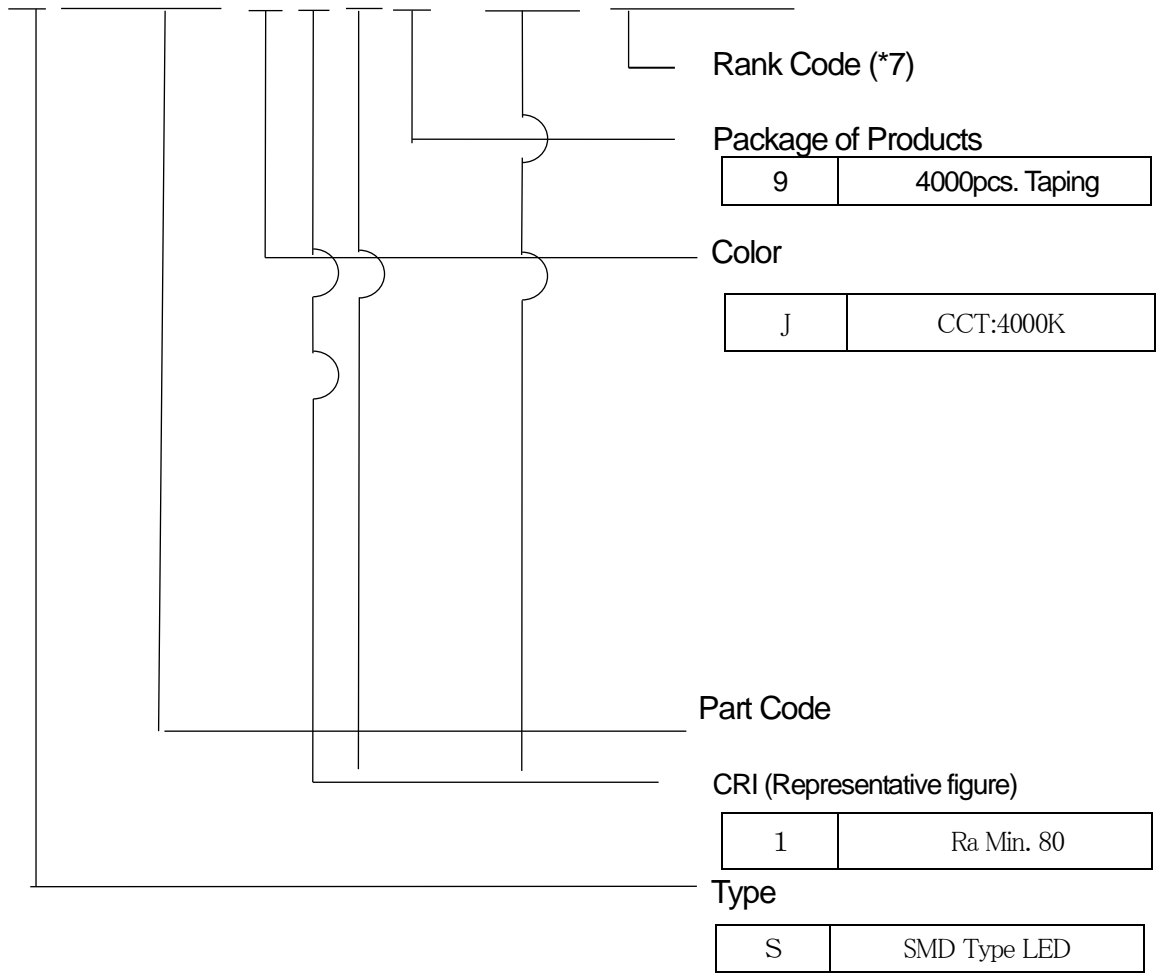 Rank Code (*7)
Package of Products
9 4000pcs. Taping
Color
J CCT:4000K
Part Code
CRI (Representative figure)
1 Ra Min. 80
Type
S SMD Type LED